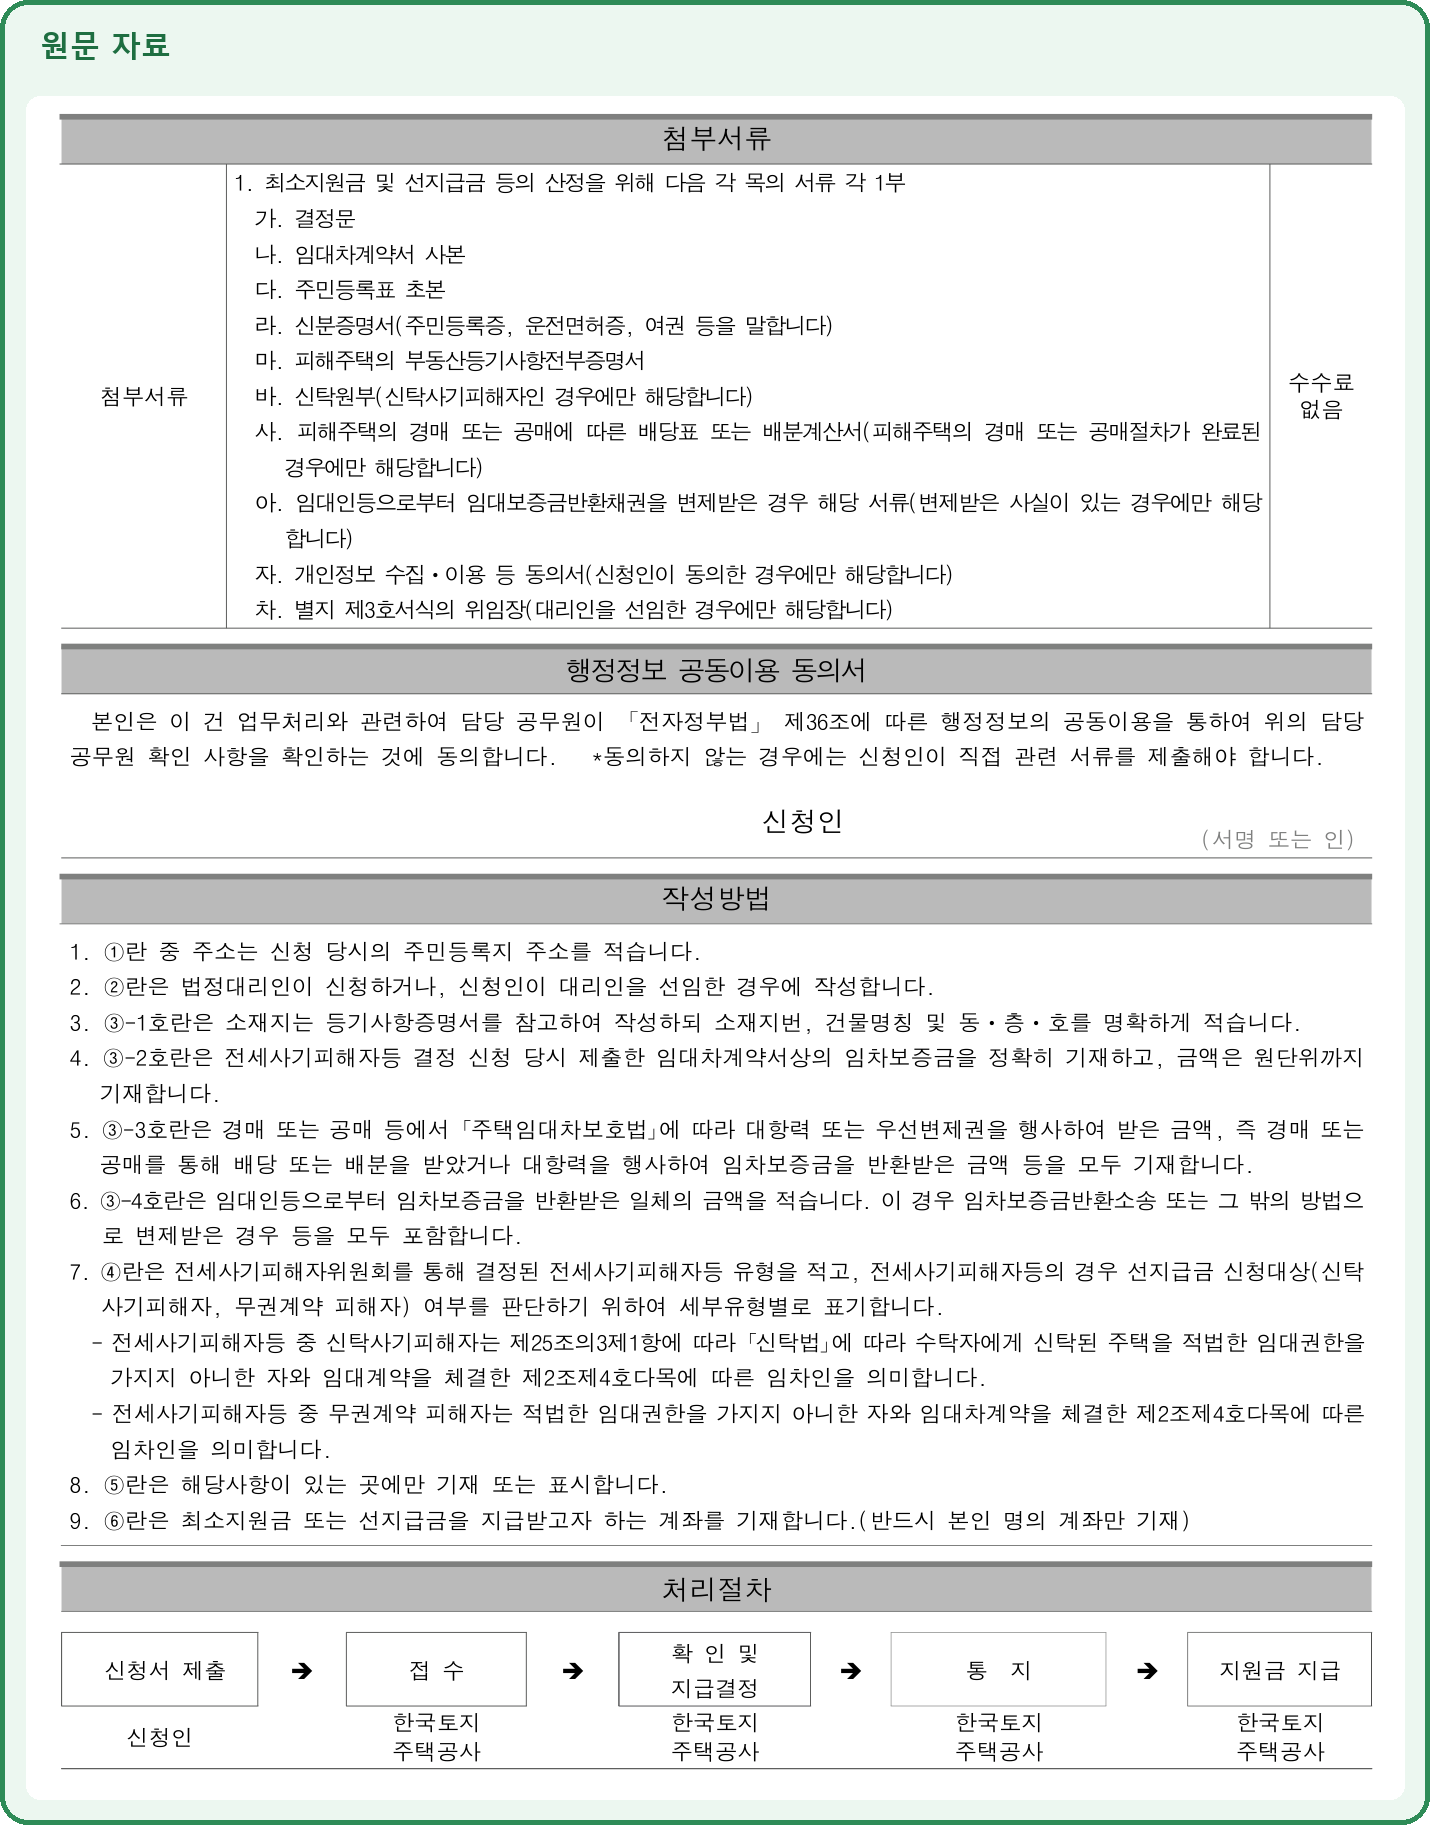 원문 자료
첨부서류
첨부서류
1. 최소지원금 및 선지급금 등의 산정을 위해 다음 각 목의 서류 각 1부
가. 결정문
나. 임대차계약서 사본
다. 주민등록표 초본
라. 신분증명서(주민등록증, 운전면허증, 여권 등을 말합니다)
마. 피해주택의 부동산등기사항전부증명서
바. 신탁원부(신탁사기피해자인 경우에만 해당합니다)
사. 피해주택의 경매 또는 공매에 따른 배당표 또는 배분계산서(피해주택의 경매 또는 공매절차가 완료된
경우에만 해당합니다)
아. 임대인등으로부터 임대보증금반환채권을 변제받은 경우 해당 서류(변제받은 사실이 있는 경우에만 해당
합니다)
자. 개인정보 수집·이용 등 동의서(신청인이 동의한 경우에만 해당합니다)
차. 별지 제3호서식의 위임장(대리인을 선임한 경우에만 해당합니다)
수수료
없음
행정정보 공동이용 동의서
본인은 이 건 업무처리와 관련하여 담당 공무원이 「전자정부법」 제36조에 따른 행정정보의 공동이용을 통하여 위의 담당
공무원 확인 사항을 확인하는 것에 동의합니다. *동의하지 않는 경우에는 신청인이 직접 관련 서류를 제출해야 합니다.
신청인
(서명 또는 인)
작성방법
1. ①란 중 주소는 신청 당시의 주민등록지 주소를 적습니다.
2. ②란은 법정대리인이 신청하거나, 신청인이 대리인을 선임한 경우에 작성합니다.
3. ③-1호란은 소재지는 등기사항증명서를 참고하여 작성하되 소재지번, 건물명칭 및 동·층·호를 명확하게 적습니다.
4. ③-2호란은 전세사기피해자등 결정 신청 당시 제출한 임대차계약서상의 임차보증금을 정확히 기재하고, 금액은 원단위까지
기재합니다.
5. ③-3호란은 경매 또는 공매 등에서 「주택임대차보호법」에 따라 대항력 또는 우선변제권을 행사하여 받은 금액, 즉 경매 또는
공매를 통해 배당 또는 배분을 받았거나 대항력을 행사하여 임차보증금을 반환받은 금액 등을 모두 기재합니다.
6. ③-4호란은 임대인등으로부터 임차보증금을 반환받은 일체의 금액을 적습니다. 이 경우 임차보증금반환소송 또는 그 밖의 방법으
로 변제받은 경우 등을 모두 포함합니다.
7. ④란은 전세사기피해자위원회를 통해 결정된 전세사기피해자등 유형을 적고, 전세사기피해자등의 경우 선지급금 신청대상(신탁
사기피해자, 무권계약 피해자) 여부를 판단하기 위하여 세부유형별로 표기합니다.
- 전세사기피해자등 중 신탁사기피해자는 제25조의3제1항에 따라 「신탁법」에 따라 수탁자에게 신탁된 주택을 적법한 임대권한을
가지지 아니한 자와 임대계약을 체결한 제2조제4호다목에 따른 임차인을 의미합니다.
- 전세사기피해자등 중 무권계약 피해자는 적법한 임대권한을 가지지 아니한 자와 임대차계약을 체결한 제2조제4호다목에 따른
임차인을 의미합니다.
8. ⑤란은 해당사항이 있는 곳에만 기재 또는 표시합니다.
9. ⑥란은 최소지원금 또는 선지급금을 지급받고자 하는 계좌를 기재합니다.(반드시 본인 명의 계좌만 기재)
처리절차
신청서 제출 ➔ 접 수 ➔ 확 인 및 지급결정 ➔ 통 지 ➔ 지원금 지급
신청인 한국토지 한국토지 한국토지 한국토지
주택공사 주택공사 주택공사 주택공사